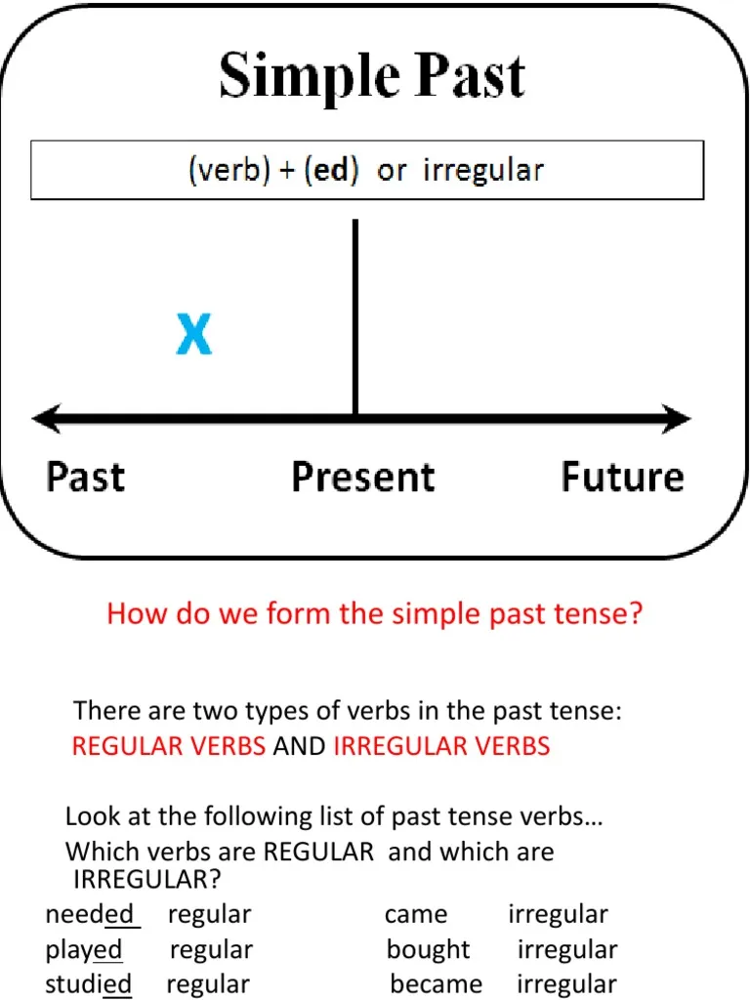 Simple Past
(verb) + (ed) or irregular
X
Past Present Future
How do we form the simple past tense?
There are two types of verbs in the past tense:
REGULAR VERBS AND IRREGULAR VERBS
Look at the following list of past tense verbs...
Which verbs are REGULAR and which are
IRREGULAR?
needed regular came irregular
played regular bought irregular
studied regular became irregular